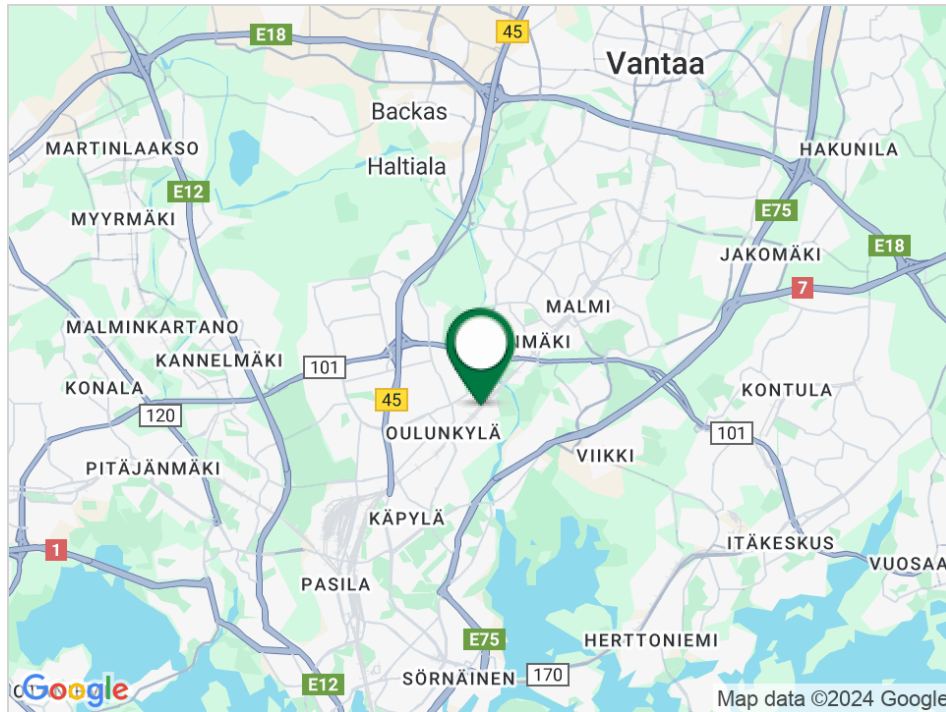 E18
45
Vantaa
Backas
MARTINLAAKSO
HAKUNILA
Haltiala
E12
E75
MYYRMÄKI
E18
JAKOMÄKI
7
MALMI
MALMINKARTANO
NMÄKI
KANNELMÄKI
101
KONALA
KONTULA
45
120
OULUNKYLÄ
101
VIIKKI
PITÄJÄNMÄKI
KÄPYLÄ
ITÄKESKUS
1
VUOSAA
PASILA
E75
HERTTONIEMI
SÖRNÄINEN
170
E12
Google
Map data ©2024 Google